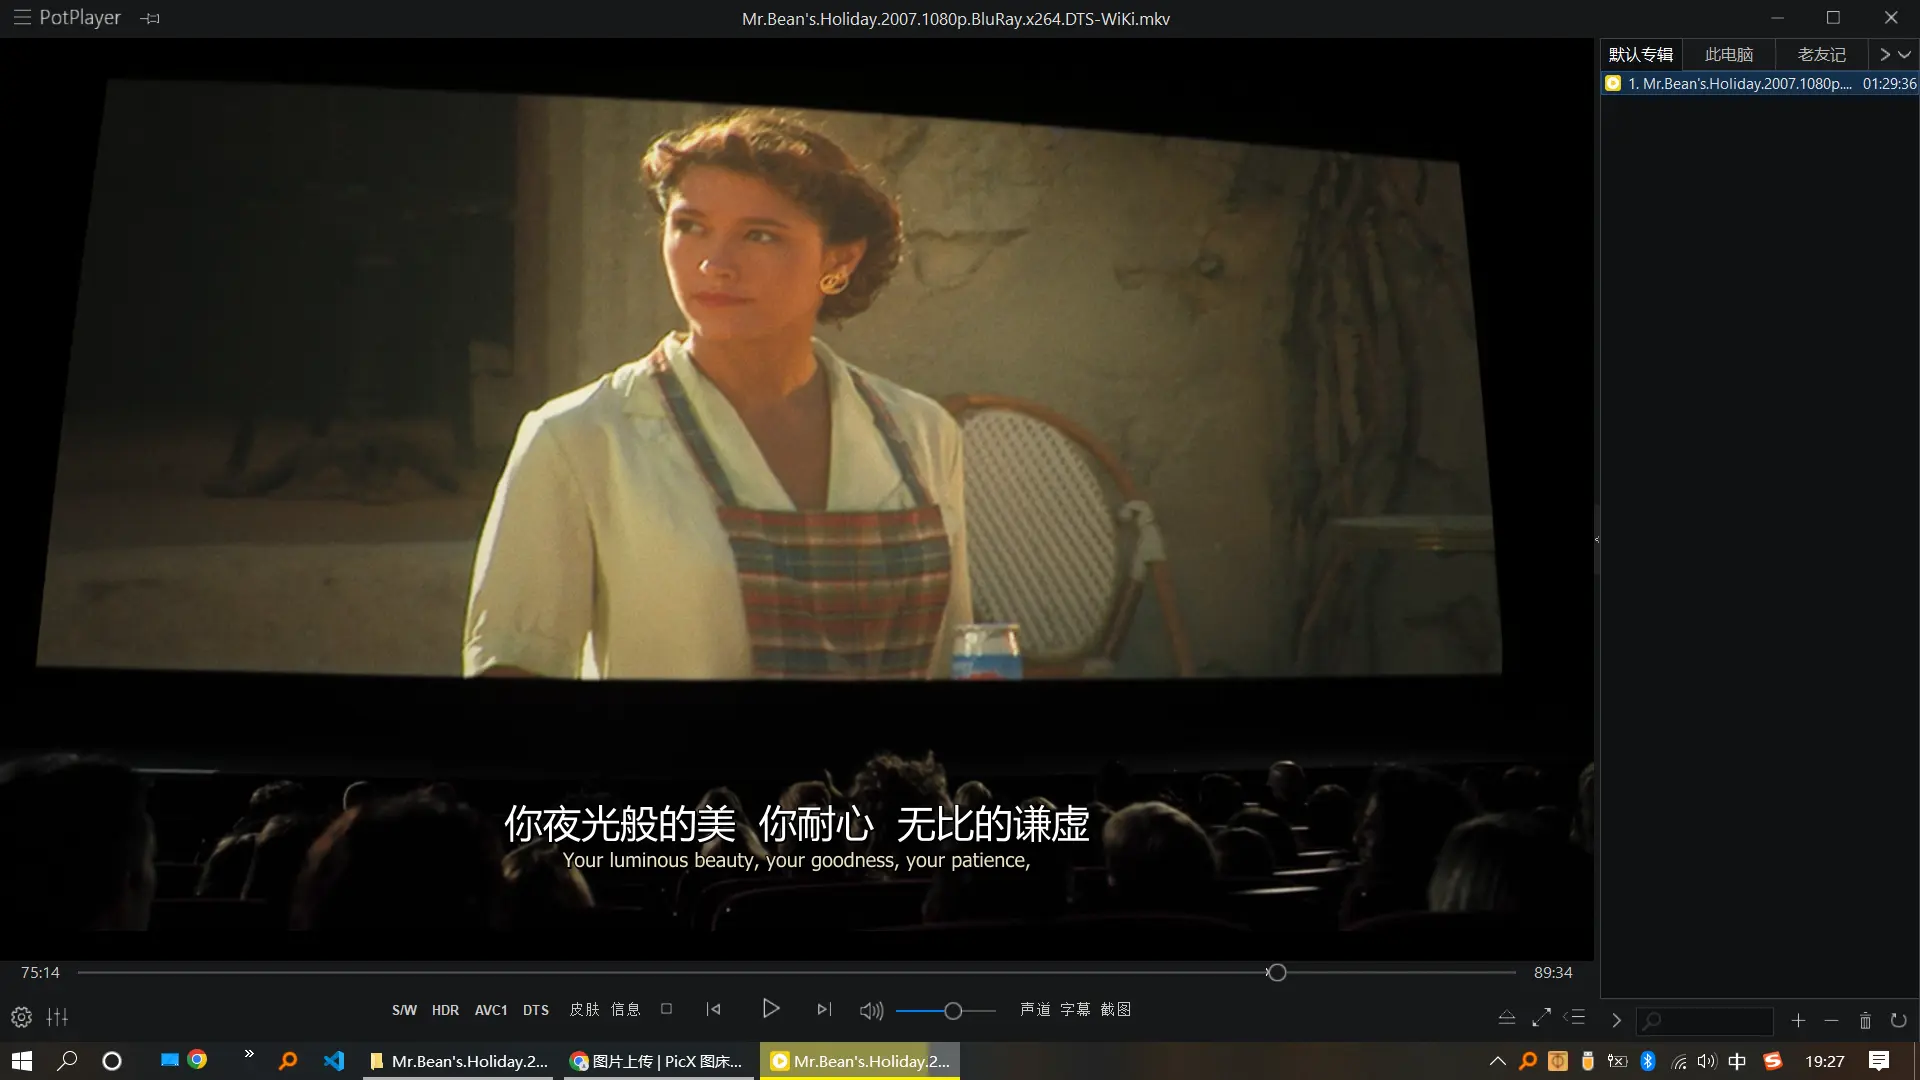 PotPlayer
Mr.Bean's.Holiday.2007.1080p.BluRay.x264.DTS-WiKi.mkv
默认专辑 此电脑 老友记
1. Mr.Bean's.Holiday.2007.1080p.... 01:29:36
你夜光般的美 你耐心 无比的谦虚
Your luminous beauty, your goodness, your patience,
75:14 89:34
S/W HDR AVC1 DTS 皮肤 信息 声道 字幕 截图
Mr.Bean's.Holiday.2... 图片上传 | PicX 图床... Mr.Bean's.Holiday.2... 中 19:27